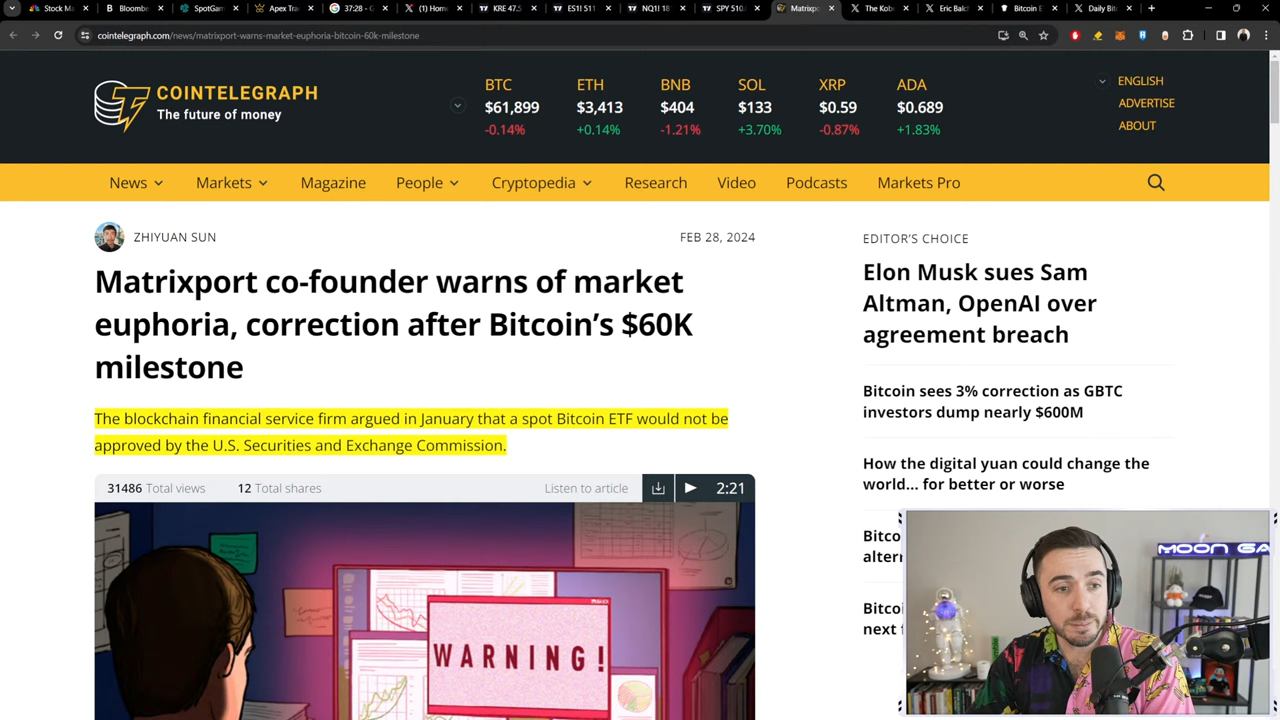 Stock Ma
Bloomb
SpotGam
Apex Trac
37:28 - G
(1) Hom
KRE 47.5
ES1! 511
NQ1! 18
SPY 510.
Matrixpo
The Kobe
Eric Balch
Bitcoin E
Daily Bit
cointelegraph.com/news/matrixport-warns-market-euphoria-bitcoin-60k-milestone
COINTELEGRAPH
The future of money
BTC ETH BNB SOL XRP ADA
$61,899 $3,413 $404 $133 $0.59 $0.689
-0.14% +0.14% -1.21% +3.70% -0.87% +1.83%
ENGLISH
ADVERTISE
ABOUT
News Markets Magazine People Cryptopedia Research Video Podcasts Markets Pro
ZHIYUAN SUN
FEB 28, 2024
Matrixport co-founder warns of market
euphoria, correction after Bitcoin’s $60K
milestone
The blockchain financial service firm argued in January that a spot Bitcoin ETF would not be
approved by the U.S. Securities and Exchange Commission.
31486 Total views 12 Total shares Listen to article 2:21
WARNING!
EDITOR’S CHOICE
Elon Musk sues Sam
Altman, OpenAI over
agreement breach
Bitcoin sees 3% correction as GBTC
investors dump nearly $600M
How the digital yuan could change the
world... for better or worse
Bitco
altern
Bitcoi
next f
MOON GA